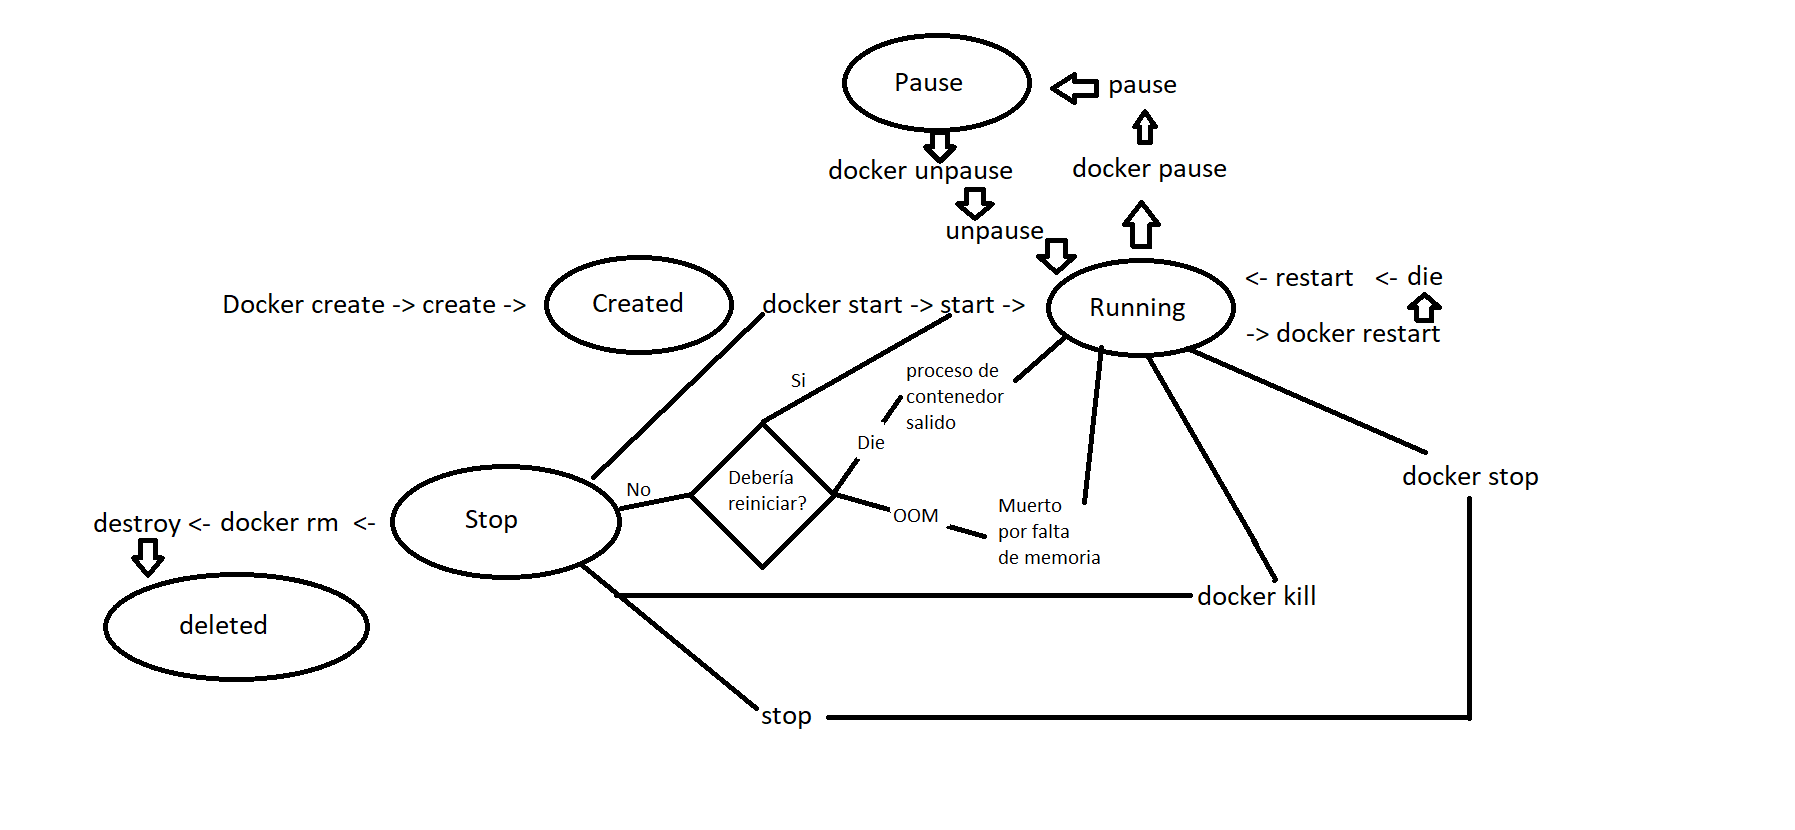 Pause
pause
docker unpause
docker pause
unpause
Docker create -> create ->
Created
docker start -> start ->
Running
<- restart <- die
-> docker restart
Si
proceso de
contenedor
salido
Die
Debería
reiniciar?
No
OOM
Muerto
por falta
de memoria
docker stop
destroy <- docker rm <-
Stop
docker kill
deleted
stop